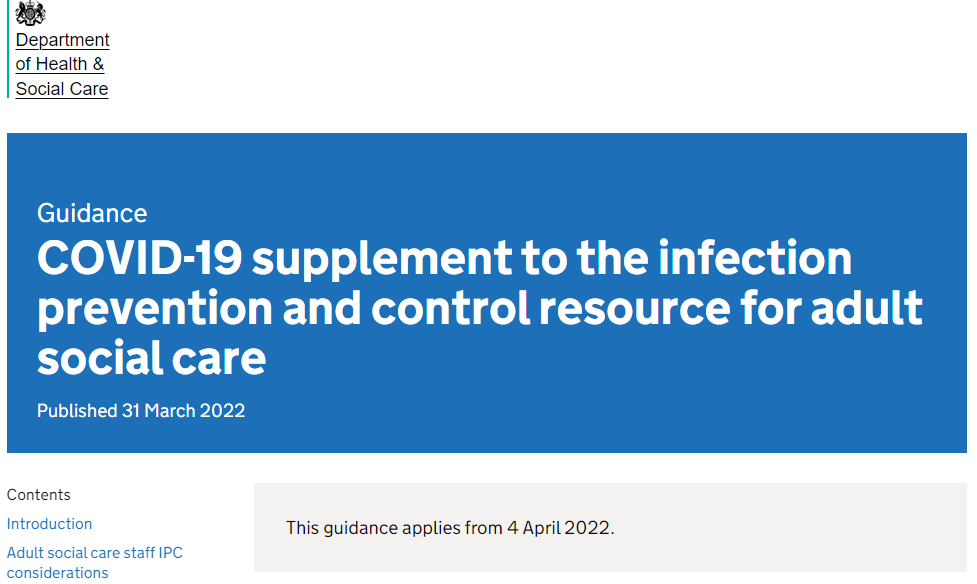 Department
of Health &
Social Care
Guidance
COVID-19 supplement to the infection
prevention and control resource for adult
social care
Published 31 March 2022
Contents
Introduction
Adult social care staff IPC
considerations
This guidance applies from 4 April 2022.